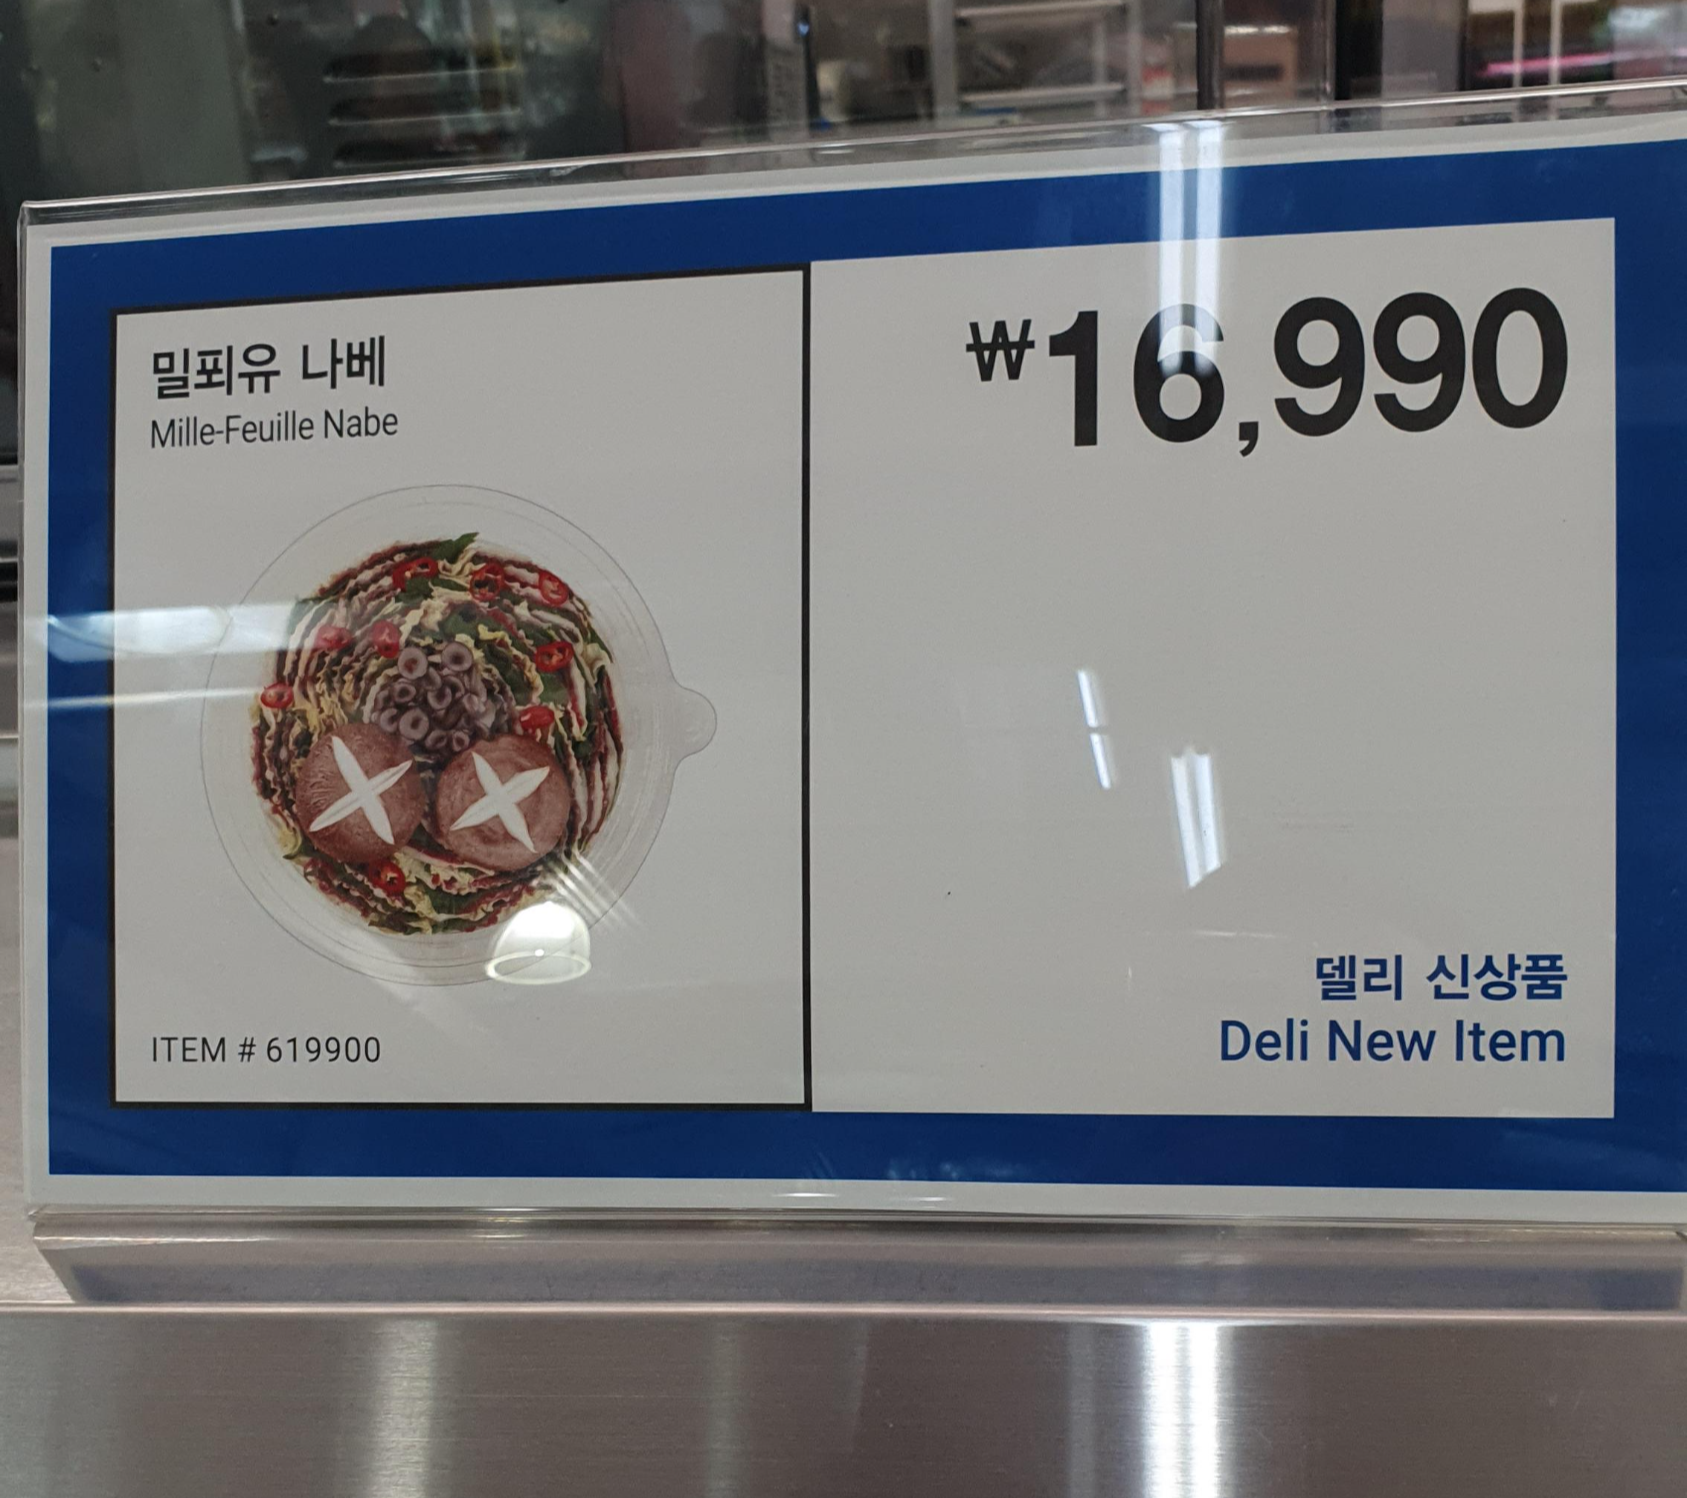 밀푀유 나베
Mille-Feuille Nabe
ITEM # 619900
₩16,990
델리 신상품
Deli New Item